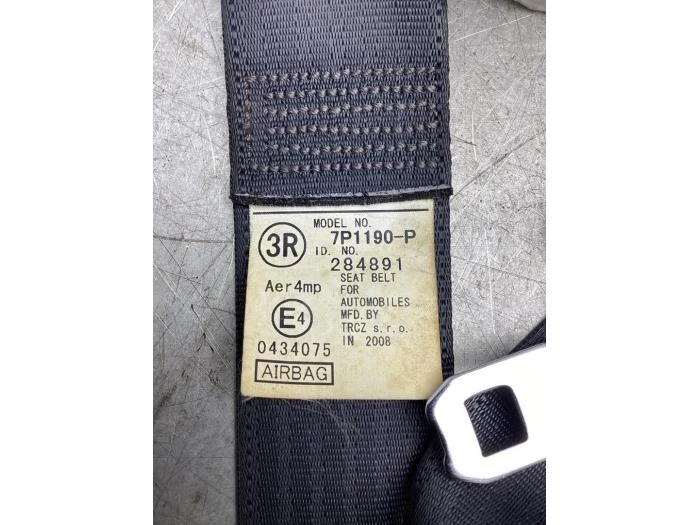 MODEL NO.
3R 7P1190-P
ID. NO.
284891
SEAT BELT
Aer4mp FOR
AUTOMOBILES
E4 MFD. BY
TRCZ s.r.o.
0434075 IN 2008
AIRBAG